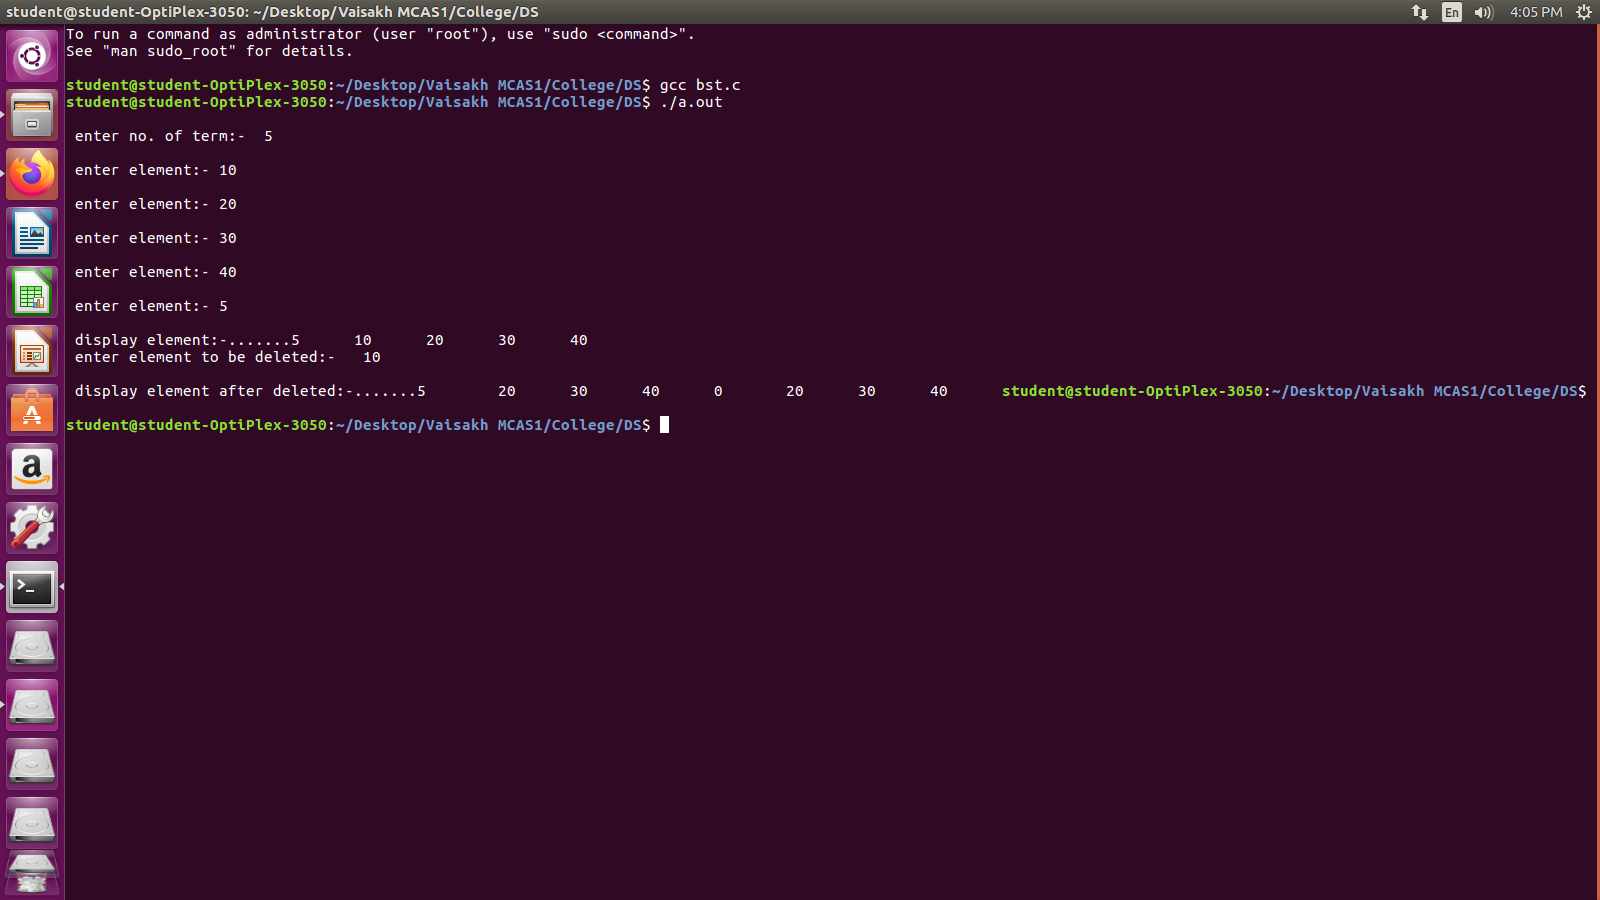 student@student-OptiPlex-3050: ~/Desktop/Vaisakh MCAS1/College/DS En 4:05 PM
To run a command as administrator (user "root"), use "sudo <command>".
See "man sudo_root" for details.
student@student-OptiPlex-3050:~/Desktop/Vaisakh MCAS1/College/DS$ gcc bst.c
student@student-OptiPlex-3050:~/Desktop/Vaisakh MCAS1/College/DS$ ./a.out
enter no. of term:-  5
enter element:- 10
enter element:- 20
enter element:- 30
enter element:- 40
enter element:- 5
display element:-.......5      10      20      30      40
enter element to be deleted:-   10
display element after deleted:-.......5        20      30      40      0       20      30      40      student@student-OptiPlex-3050:~/Desktop/Vaisakh MCAS1/College/DS$
student@student-OptiPlex-3050:~/Desktop/Vaisakh MCAS1/College/DS$